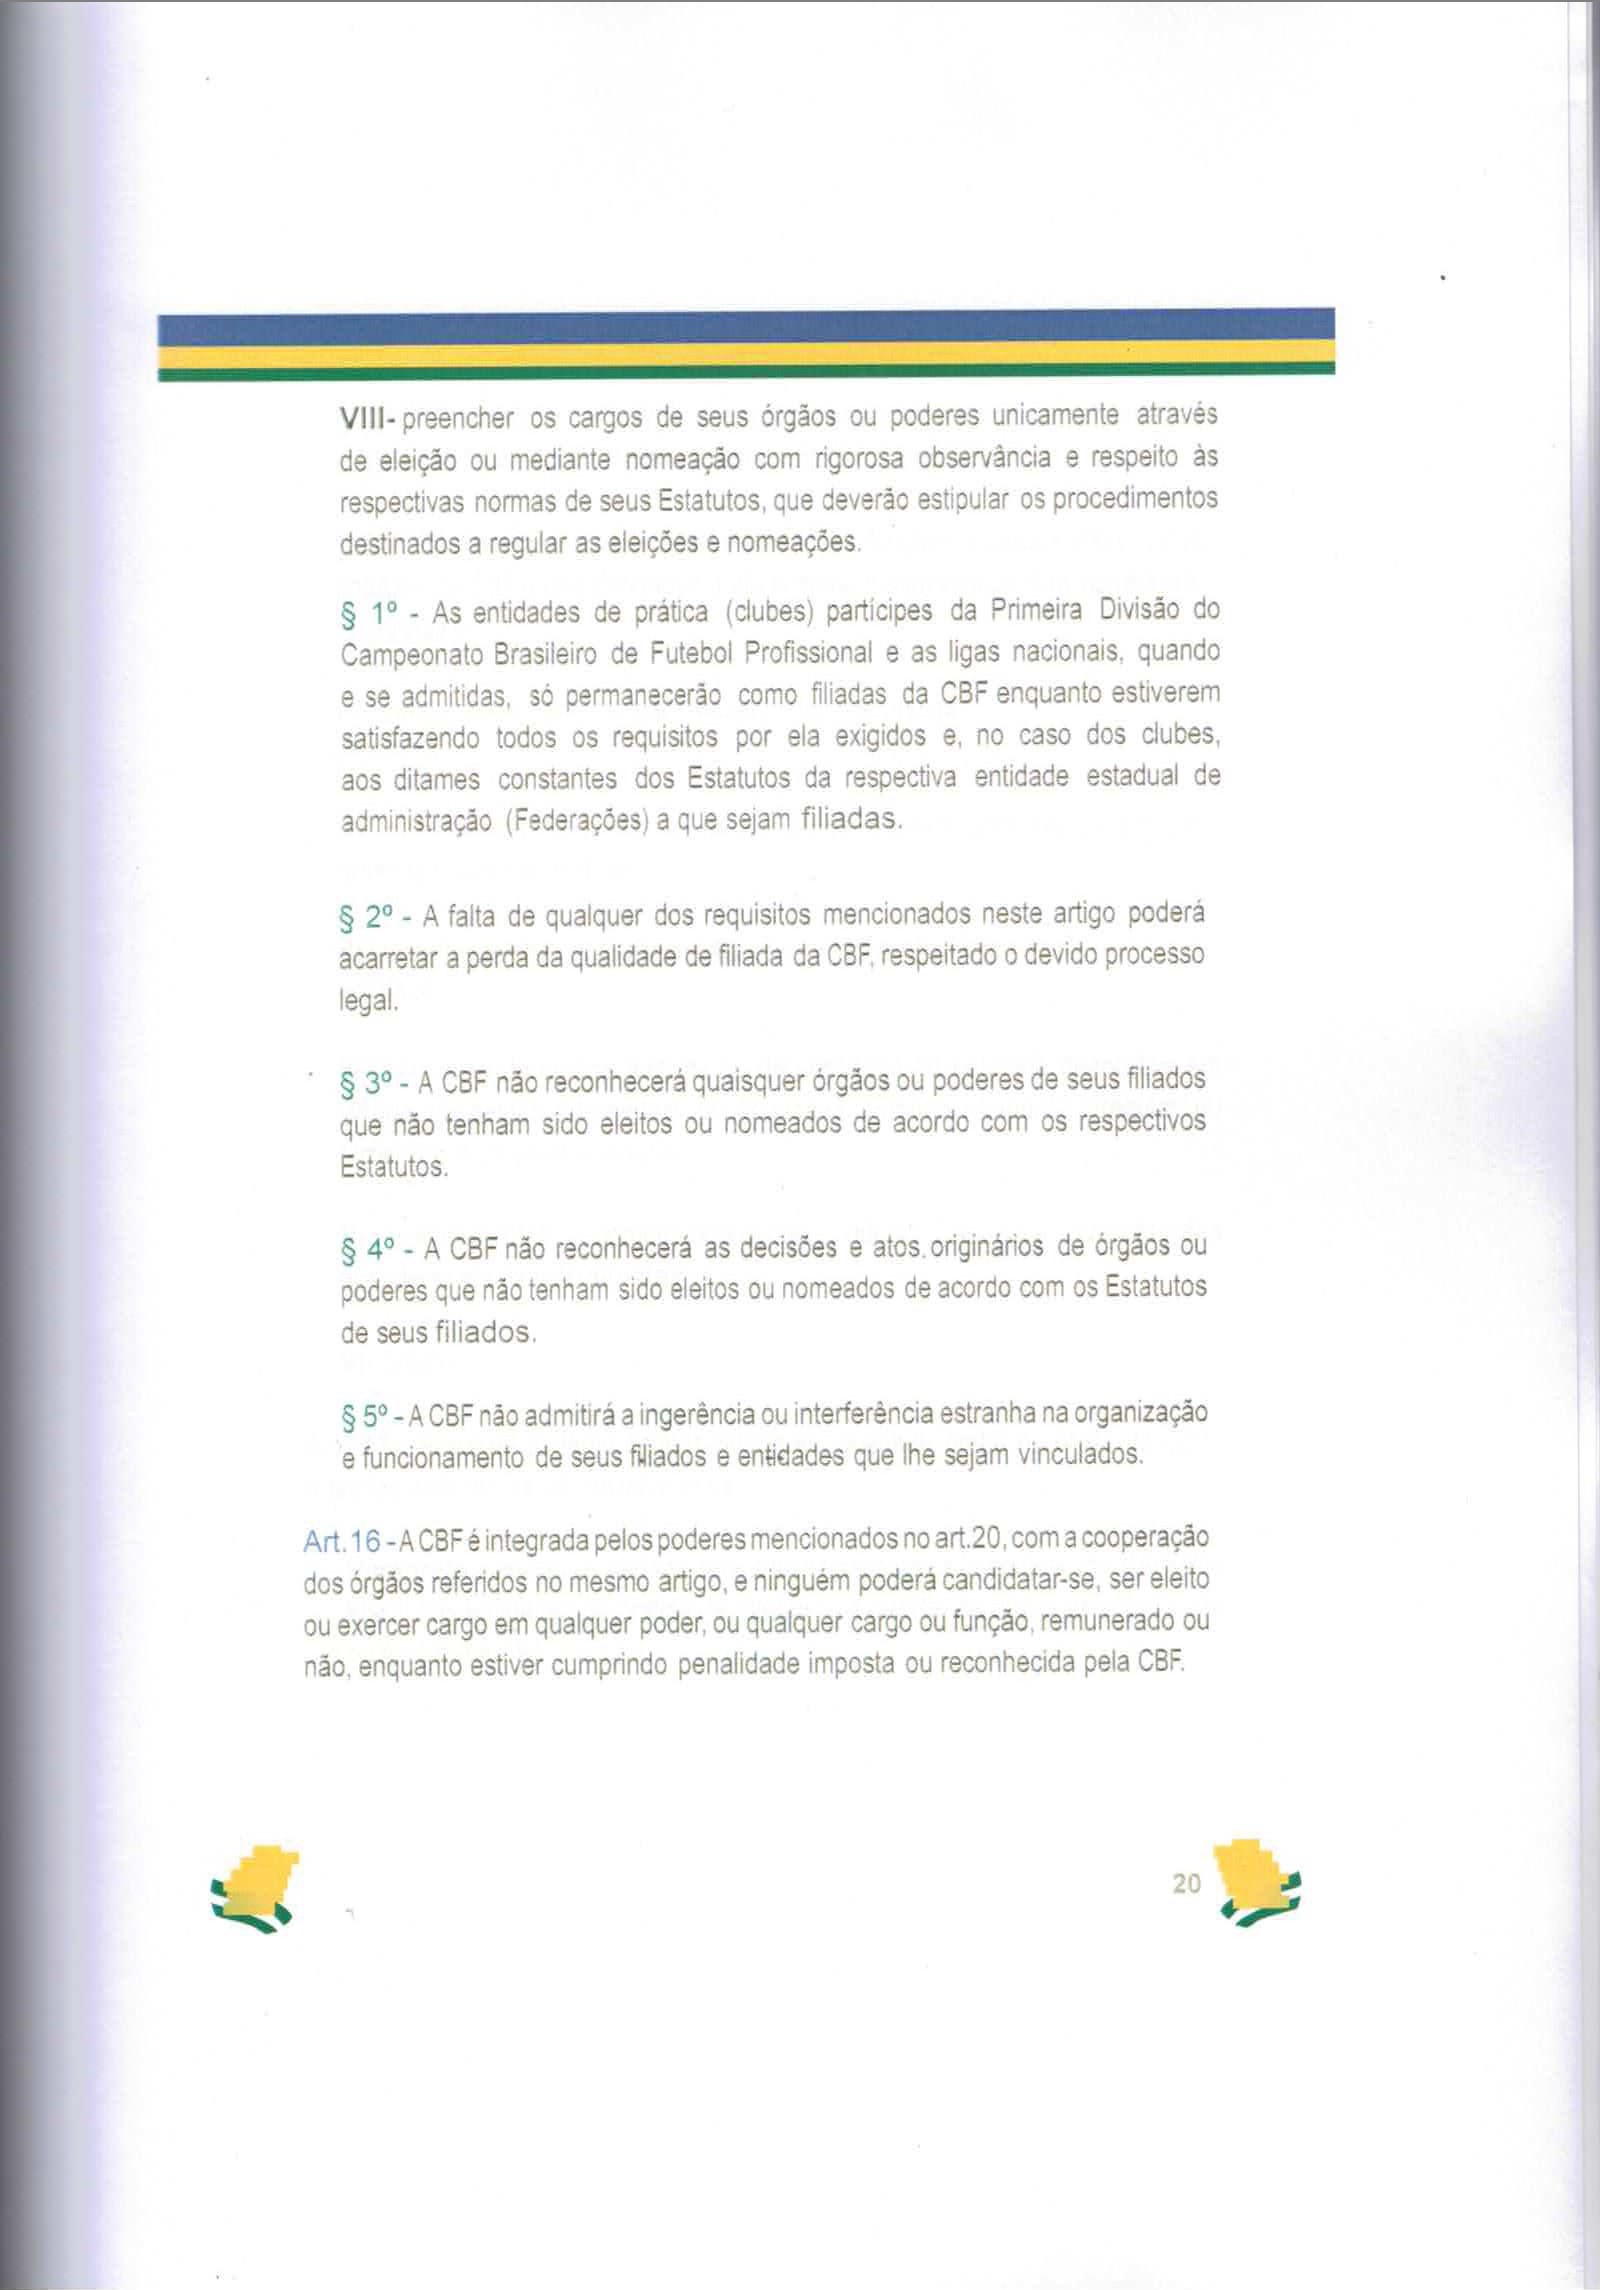 VIII- preencher os cargos de seus órgãos ou poderes unicamente através
de eleição ou mediante nomeação com rigorosa observância e respeito às
respectivas normas de seus Estatutos, que deverão estipular os procedimentos
destinados a regular as eleições e nomeações.
§ 1º - As entidades de prática (clubes) partícipes da Primeira Divisão do
Campeonato Brasileiro de Futebol Profissional e as ligas nacionais, quando
e se admitidas, só permanecerão como filiadas da CBF enquanto estiverem
satisfazendo todos os requisitos por ela exigidos e, no caso dos clubes,
aos ditames constantes dos Estatutos da respectiva entidade estadual de
administração (Federações) a que sejam filiadas.
§ 2º - A falta de qualquer dos requisitos mencionados neste artigo poderá
acarretar a perda da qualidade de filiada da CBF, respeitado o devido processo
legal.
§ 3º - A CBF não reconhecerá quaisquer órgãos ou poderes de seus filiados
que não tenham sido eleitos ou nomeados de acordo com os respectivos
Estatutos.
§ 4º - A CBF não reconhecerá as decisões e atos originários de órgãos ou
poderes que não tenham sido eleitos ou nomeados de acordo com os Estatutos
de seus filiados.
§ 5º - A CBF não admitirá a ingerência ou interferência estranha na organização
e funcionamento de seus filiados e entidades que lhe sejam vinculados.
Art.16 - A CBF é integrada pelos poderes mencionados no art.20, com a cooperação
dos órgãos referidos no mesmo artigo, e ninguém poderá candidatar-se, ser eleito
ou exercer cargo em qualquer poder, ou qualquer cargo ou função, remunerado ou
não, enquanto estiver cumprindo penalidade imposta ou reconhecida pela CBF.
20